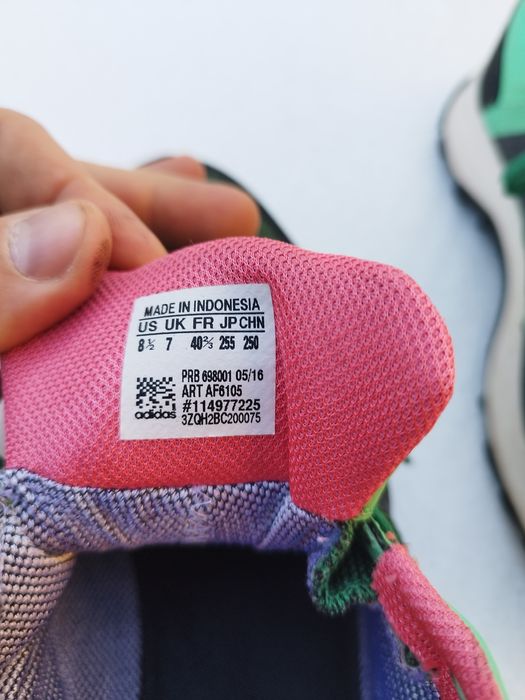 MADE IN INDONESIA
US UK FR JP CHN
8½ 7 40⅔ 255 250
PRB 698001 05/16
ART AF6105
#114977225
adidas 3ZQH2BC200075